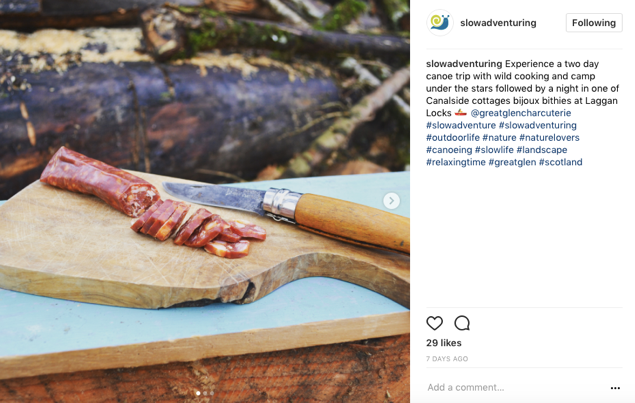 slowadventuring
Following
slowadventuring Experience a two day
canoe trip with wild cooking and camp
under the stars followed by a night in one of
Canalside cottages bijoux bithies at Laggan
Locks 🚣 @greatglencharcuterie
#slowadventure #slowadventuring
#outdoorlife #nature #naturelovers
#canoeing #slowlife #landscape
#relaxingtime #greatglen #scotland
29 likes
7 DAYS AGO
Add a comment...